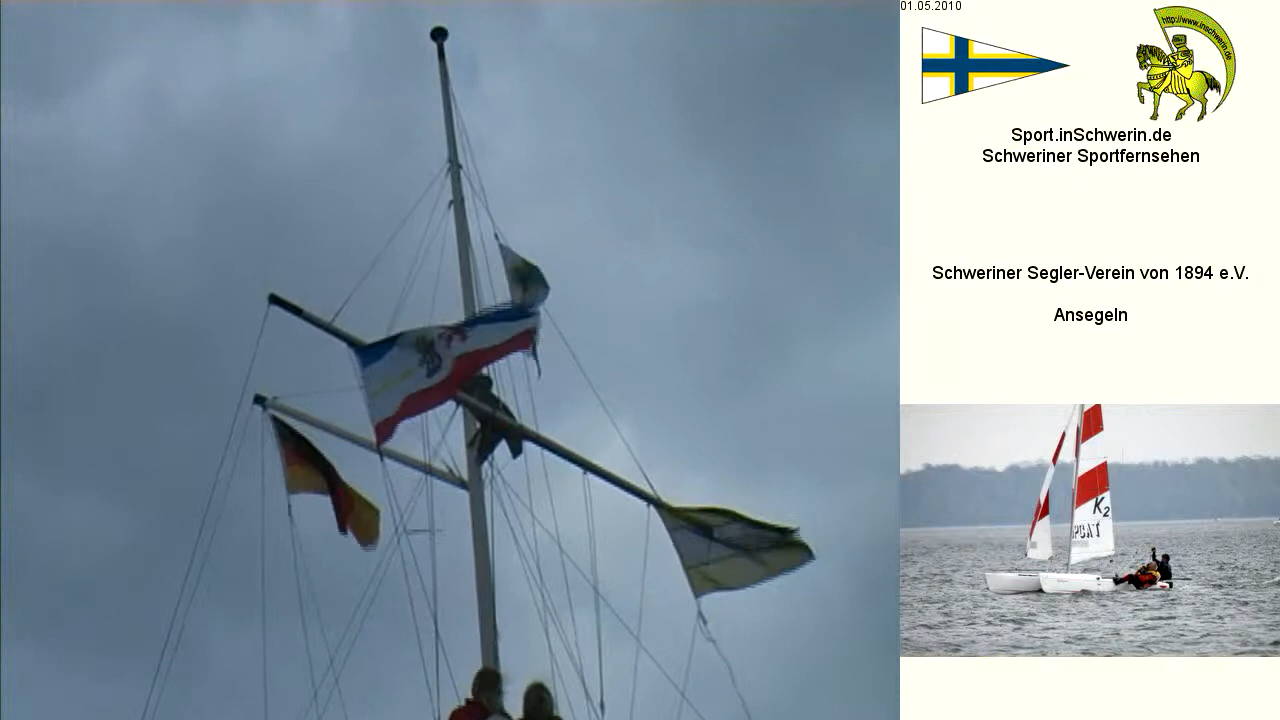 01.05.2010
http://www.inschwerin.de
Sport.inSchwerin.de
Schweriner Sportfernsehen
Schweriner Segler-Verein von 1894 e.V.
Ansegeln
K2